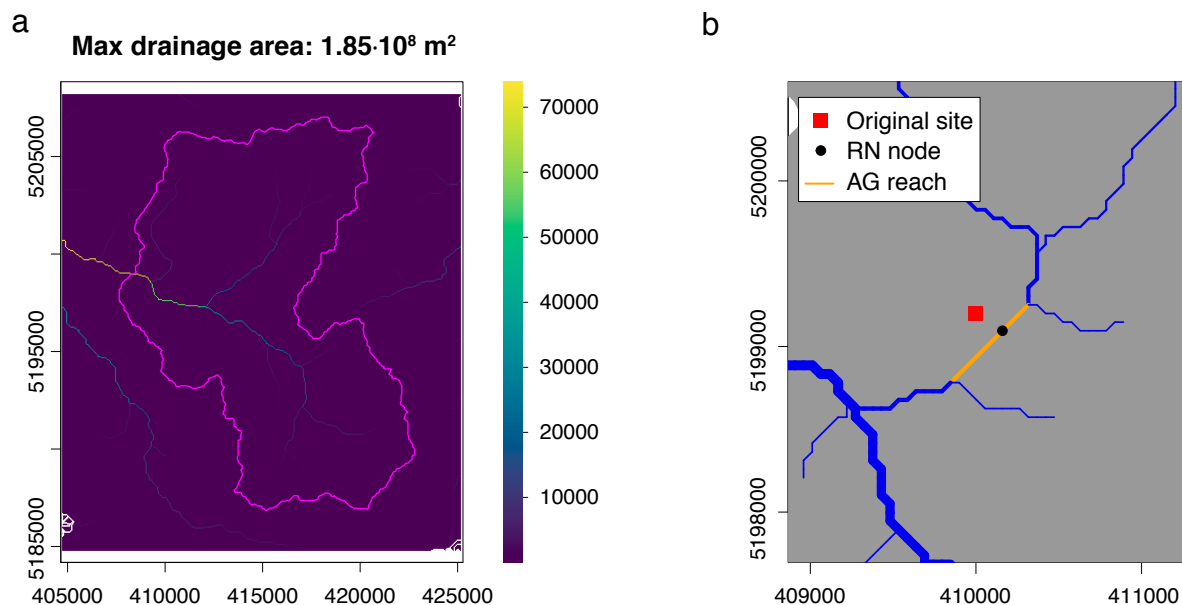 a
Max drainage area: 1.85·10⁸ m²
5205000
5195000
5185000
405000 410000 415000 420000 425000
70000
60000
50000
40000
30000
20000
10000
b
Original site
RN node
AG reach
5200000
5199000
5198000
409000 410000 411000